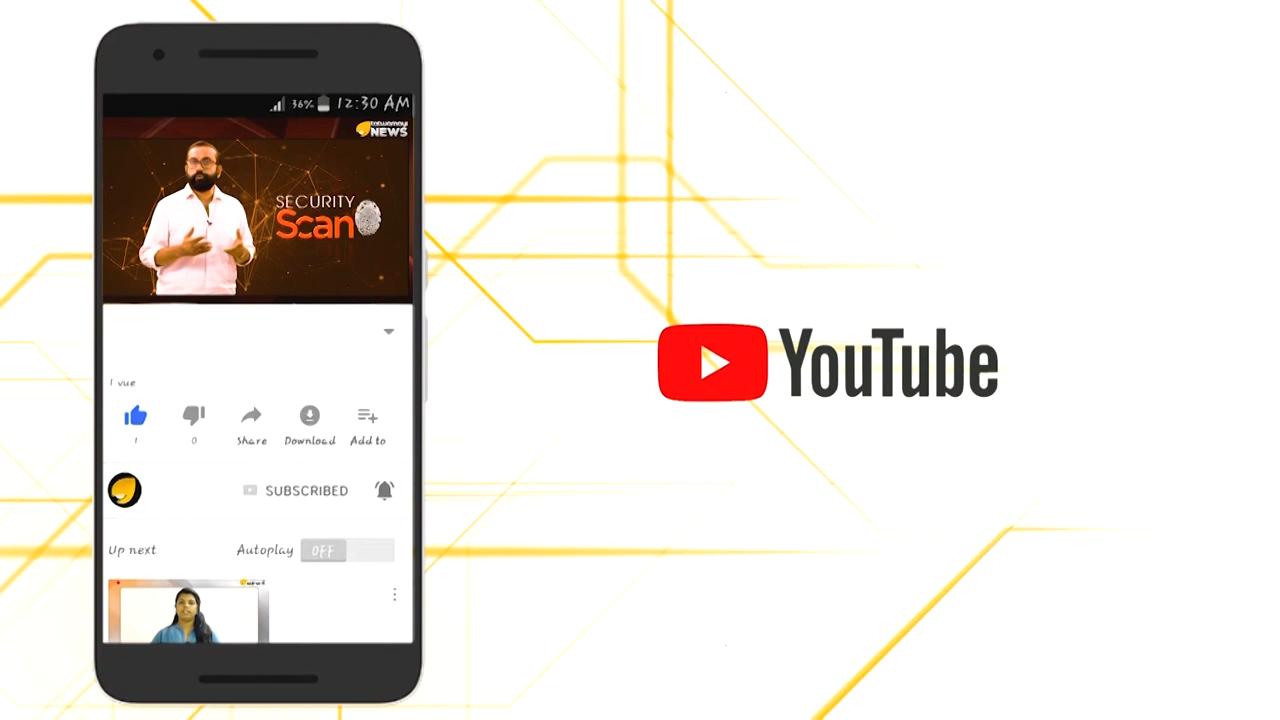 36% 12:30 AM
tatwamayi
NEWS
SECURITY
Scan
1 vue
1
0
Share
Download
Add to
SUBSCRIBED
Up next
Autoplay
OFF
YouTube